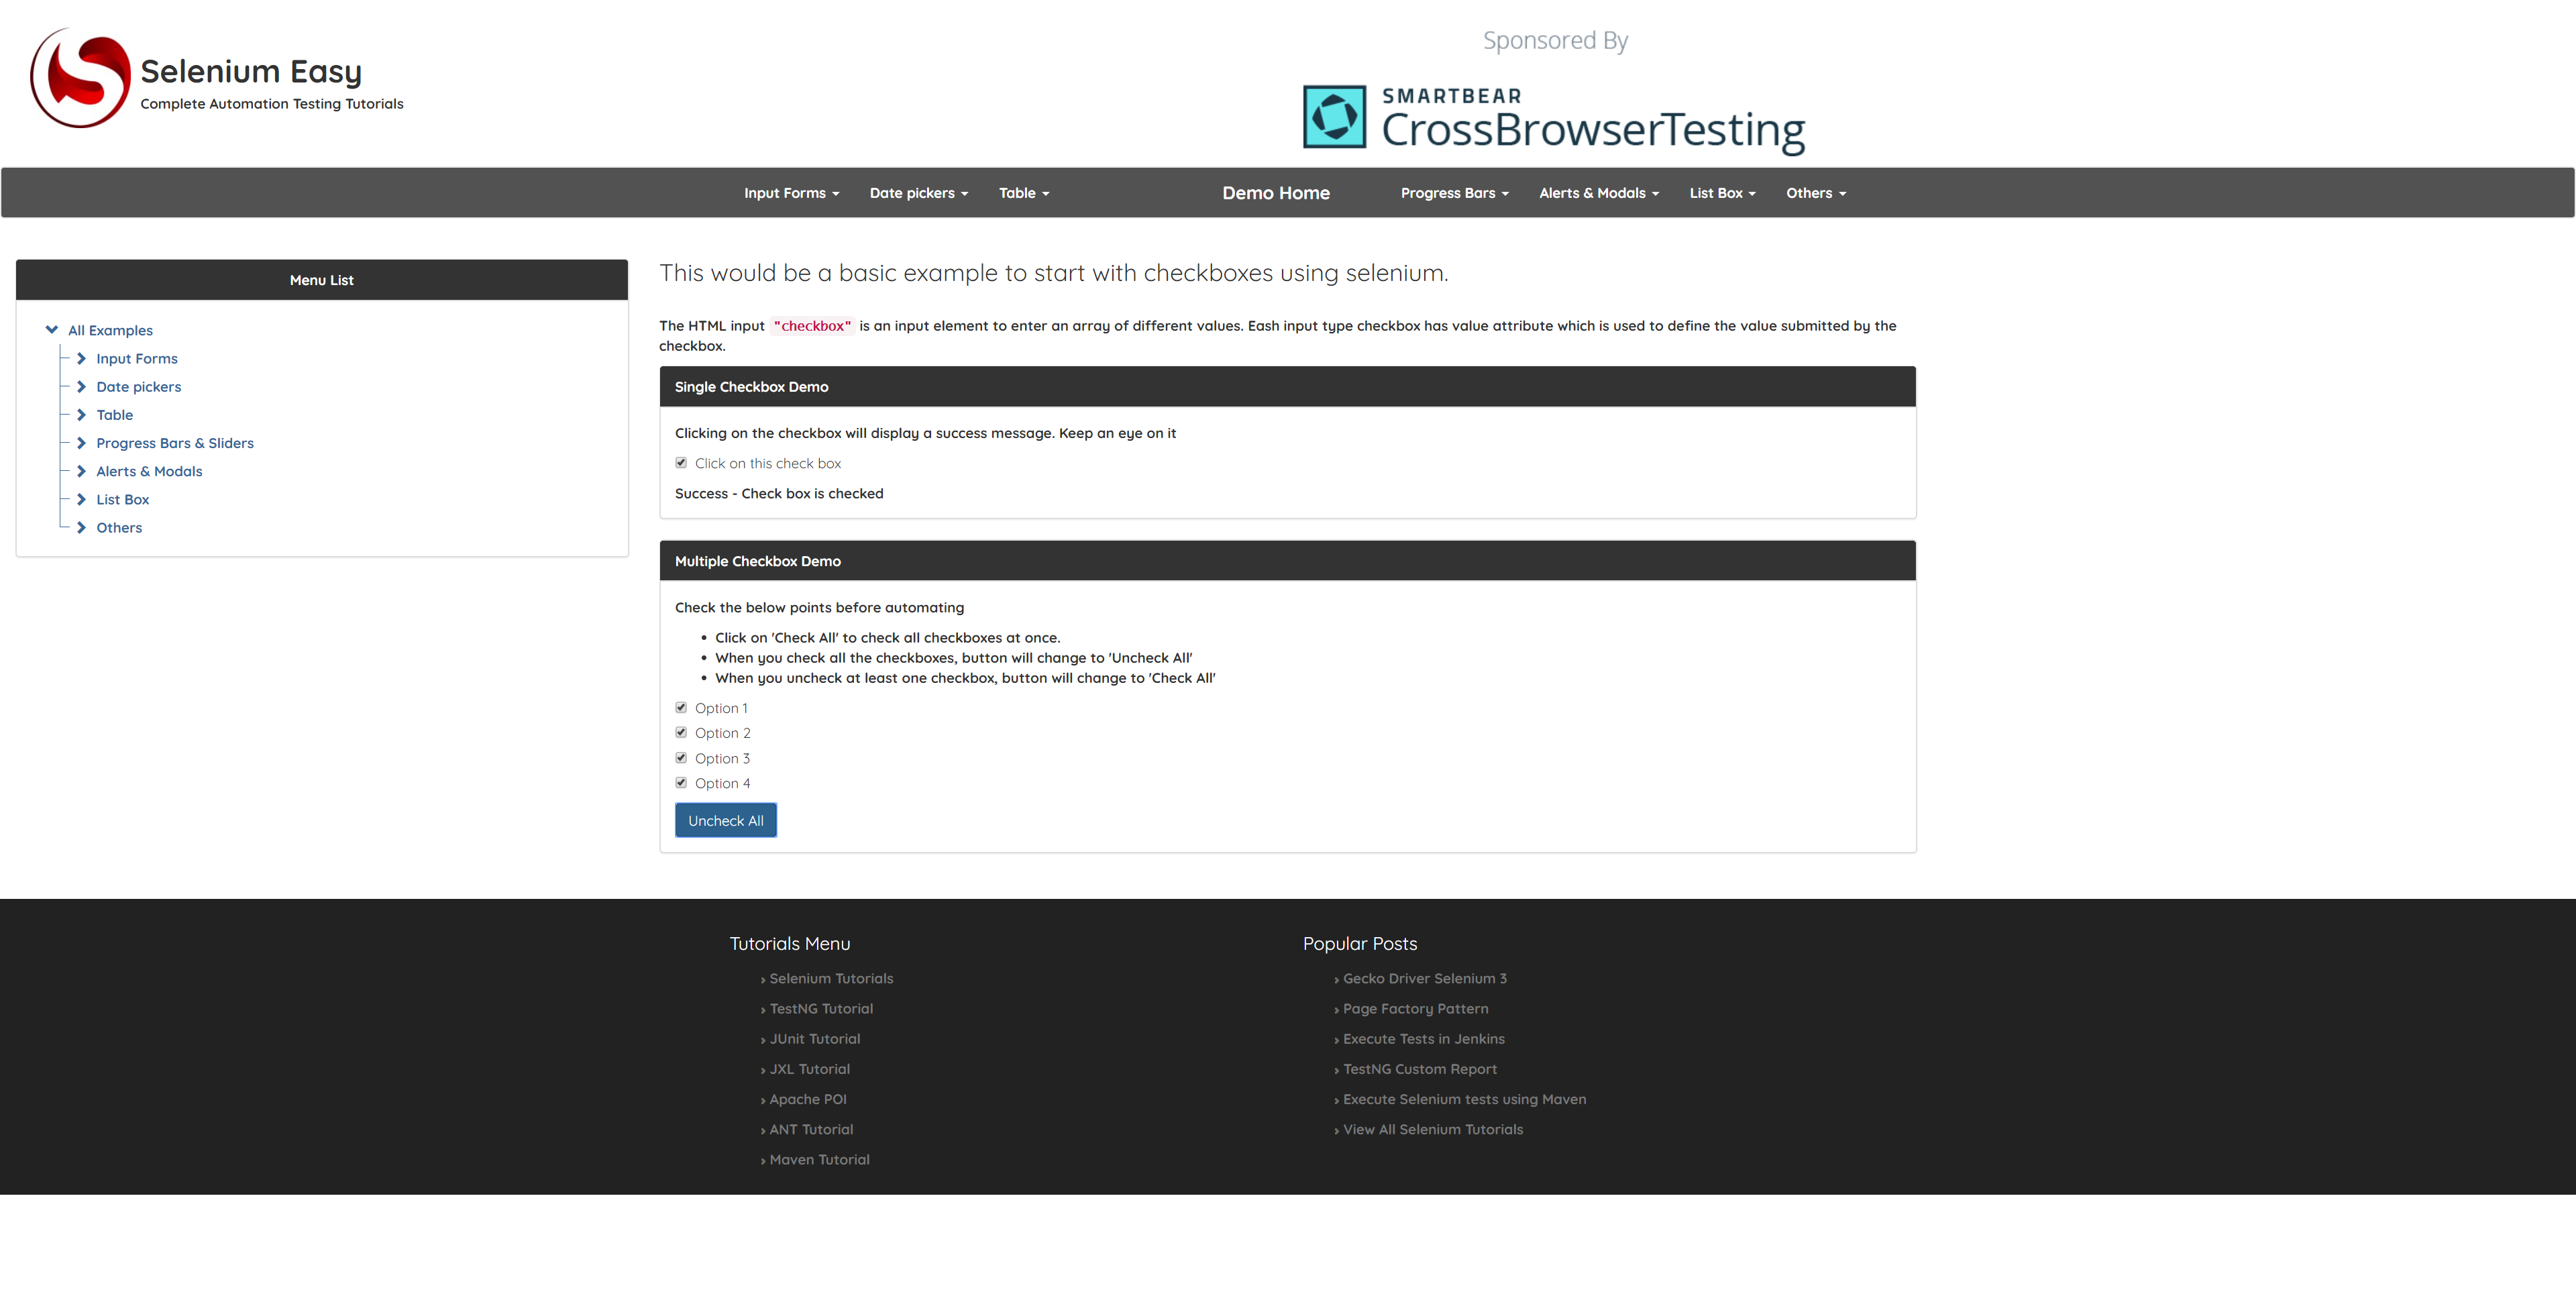 Selenium Easy
Complete Automation Testing Tutorials
Sponsored By
SMARTBEAR
CrossBrowserTesting
Input Forms
Date pickers
Table
Demo Home
Progress Bars
Alerts & Modals
List Box
Others
Menu List
All Examples
Input Forms
Date pickers
Table
Progress Bars & Sliders
Alerts & Modals
List Box
Others
This would be a basic example to start with checkboxes using selenium.
The HTML input "checkbox" is an input element to enter an array of different values. Eash input type checkbox has value attribute which is used to define the value submitted by the
checkbox.
Single Checkbox Demo
Clicking on the checkbox will display a success message. Keep an eye on it
Click on this check box
Success - Check box is checked
Multiple Checkbox Demo
Check the below points before automating
• Click on 'Check All' to check all checkboxes at once.
• When you check all the checkboxes, button will change to 'Uncheck All'
• When you uncheck at least one checkbox, button will change to 'Check All'
Option 1
Option 2
Option 3
Option 4
Uncheck All
Tutorials Menu
› Selenium Tutorials
› TestNG Tutorial
› JUnit Tutorial
› JXL Tutorial
› Apache POI
› ANT Tutorial
› Maven Tutorial
Popular Posts
› Gecko Driver Selenium 3
› Page Factory Pattern
› Execute Tests in Jenkins
› TestNG Custom Report
› Execute Selenium tests using Maven
› View All Selenium Tutorials